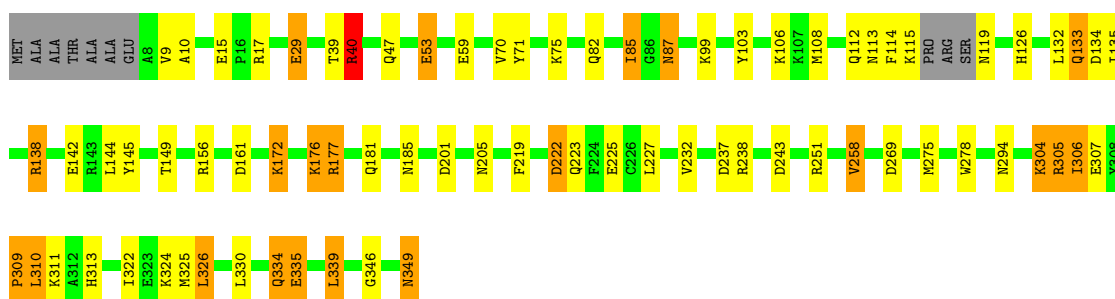 MET ALA ALA THR ALA ALA GLU A8 V9 A10 E15 P16 R17 E29 T39 R40 Q47 E53 E59 V70 Y71 K75 Q82 I85 G86 N87 K99 Y103 K106 K107 M108 Q112 N113 F114 K115 PRO ARG SER N119 H126 L132 Q133 D134
R138 E142 R143 L144 Y145 T149 R156 D161 K172 K176 R177 Q181 N185 D201 N205 F219 D222 Q223 F224 E225 C226 L227 V232 D237 R238 D243 R251 V258 D269 M275 W278 N294 K304 R305 I306 E307
P309 L310 K311 A312 H313 I322 E323 K324 M325 L326 L330 Q334 E335 L339 G346 N349